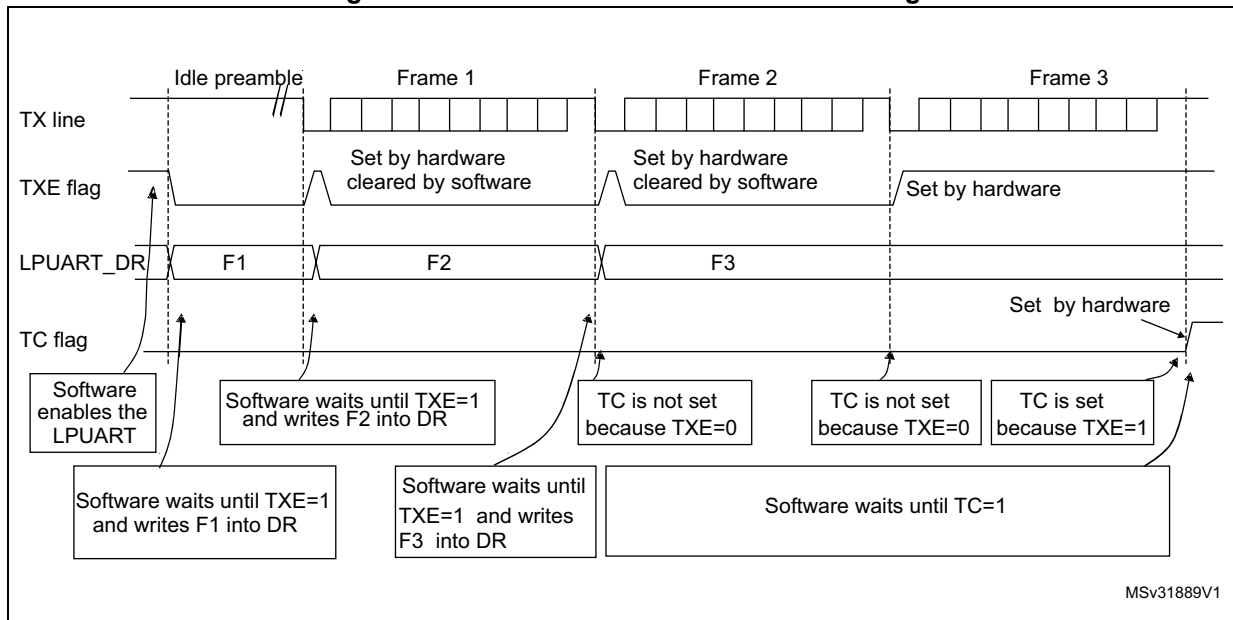 Idle preamble
Frame 1
Frame 2
Frame 3
TX line
TXE flag
Set by hardware
cleared by software
Set by hardware
cleared by software
Set by hardware
LPUART_DR
F1
F2
F3
TC flag
Set by hardware
Software
enables the
LPUART
Software waits until TXE=1
and writes F2 into DR
TC is not set
because TXE=0
TC is not set
because TXE=0
TC is set
because TXE=1
Software waits until TXE=1
and writes F1 into DR
Software waits until
TXE=1 and writes
F3 into DR
Software waits until TC=1
MSv31889V1